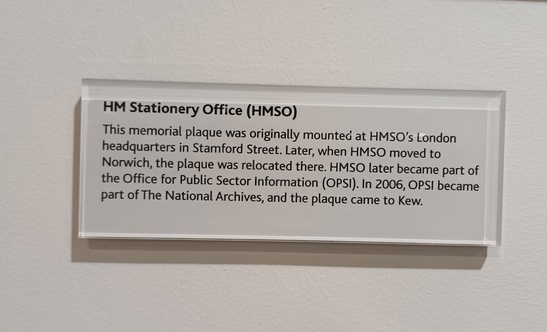 HM Stationery Office (HMSO)
This memorial plaque was originally mounted at HMSO's London
headquarters in Stamford Street. Later, when HMSO moved to
Norwich, the plaque was relocated there. HMSO later became part of
the Office for Public Sector Information (OPSI). In 2006, OPSI became
part of The National Archives, and the plaque came to Kew.